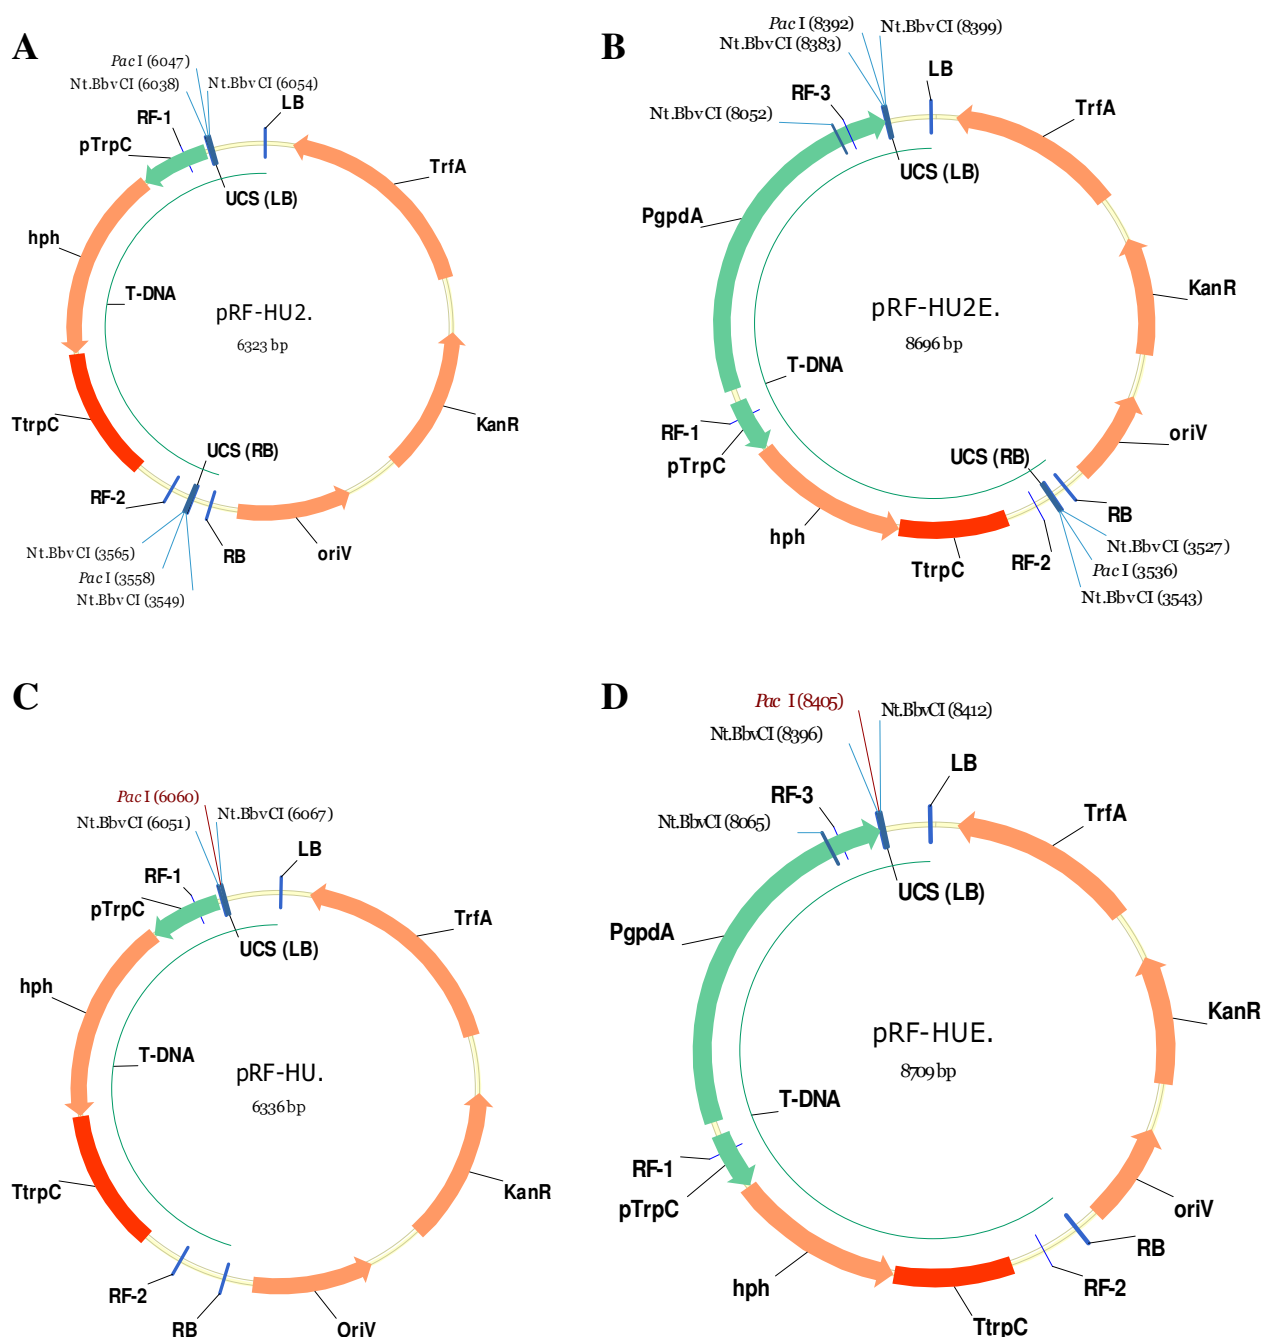 A
Pac I (6047)
Nt.BbvCI (6038)
Nt.BbvCI (6054)
LB
RF-1
pTrpC
TrfA
UCS (LB)
hph
T-DNA
pRF-HU2.
6323 bp
TtrpC
KanR
UCS (RB)
RF-2
RB
oriV
Nt.BbvCI (3565)
Pac I (3558)
Nt.BbvCI (3549)
B
Pac I (8392)
Nt.BbvCI (8399)
Nt.BbvCI (8383)
LB
RF-3
Nt.BbvCI (8052)
TrfA
UCS (LB)
PgpdA
KanR
pRF-HU2E.
8696 bp
T-DNA
RF-1
pTrpC
oriV
UCS (RB)
RB
hph
Nt.BbvCI (3527)
RF-2
TtrpC
Pac I (3536)
Nt.BbvCI (3543)
C
Pac I (6060)
Nt.BbvCI (6051)
Nt.BbvCI (6067)
LB
RF-1
pTrpC
TrfA
UCS (LB)
hph
T-DNA
pRF-HU.
6336 bp
TtrpC
KanR
RF-2
RB
OriV
D
Pac I (8405)
Nt.BbvCI (8412)
Nt.BbvCI (8396)
LB
RF-3
Nt.BbvCI (8065)
TrfA
UCS (LB)
PgpdA
KanR
pRF-HUE.
8709 bp
T-DNA
RF-1
pTrpC
oriV
RB
hph
RF-2
TtrpC